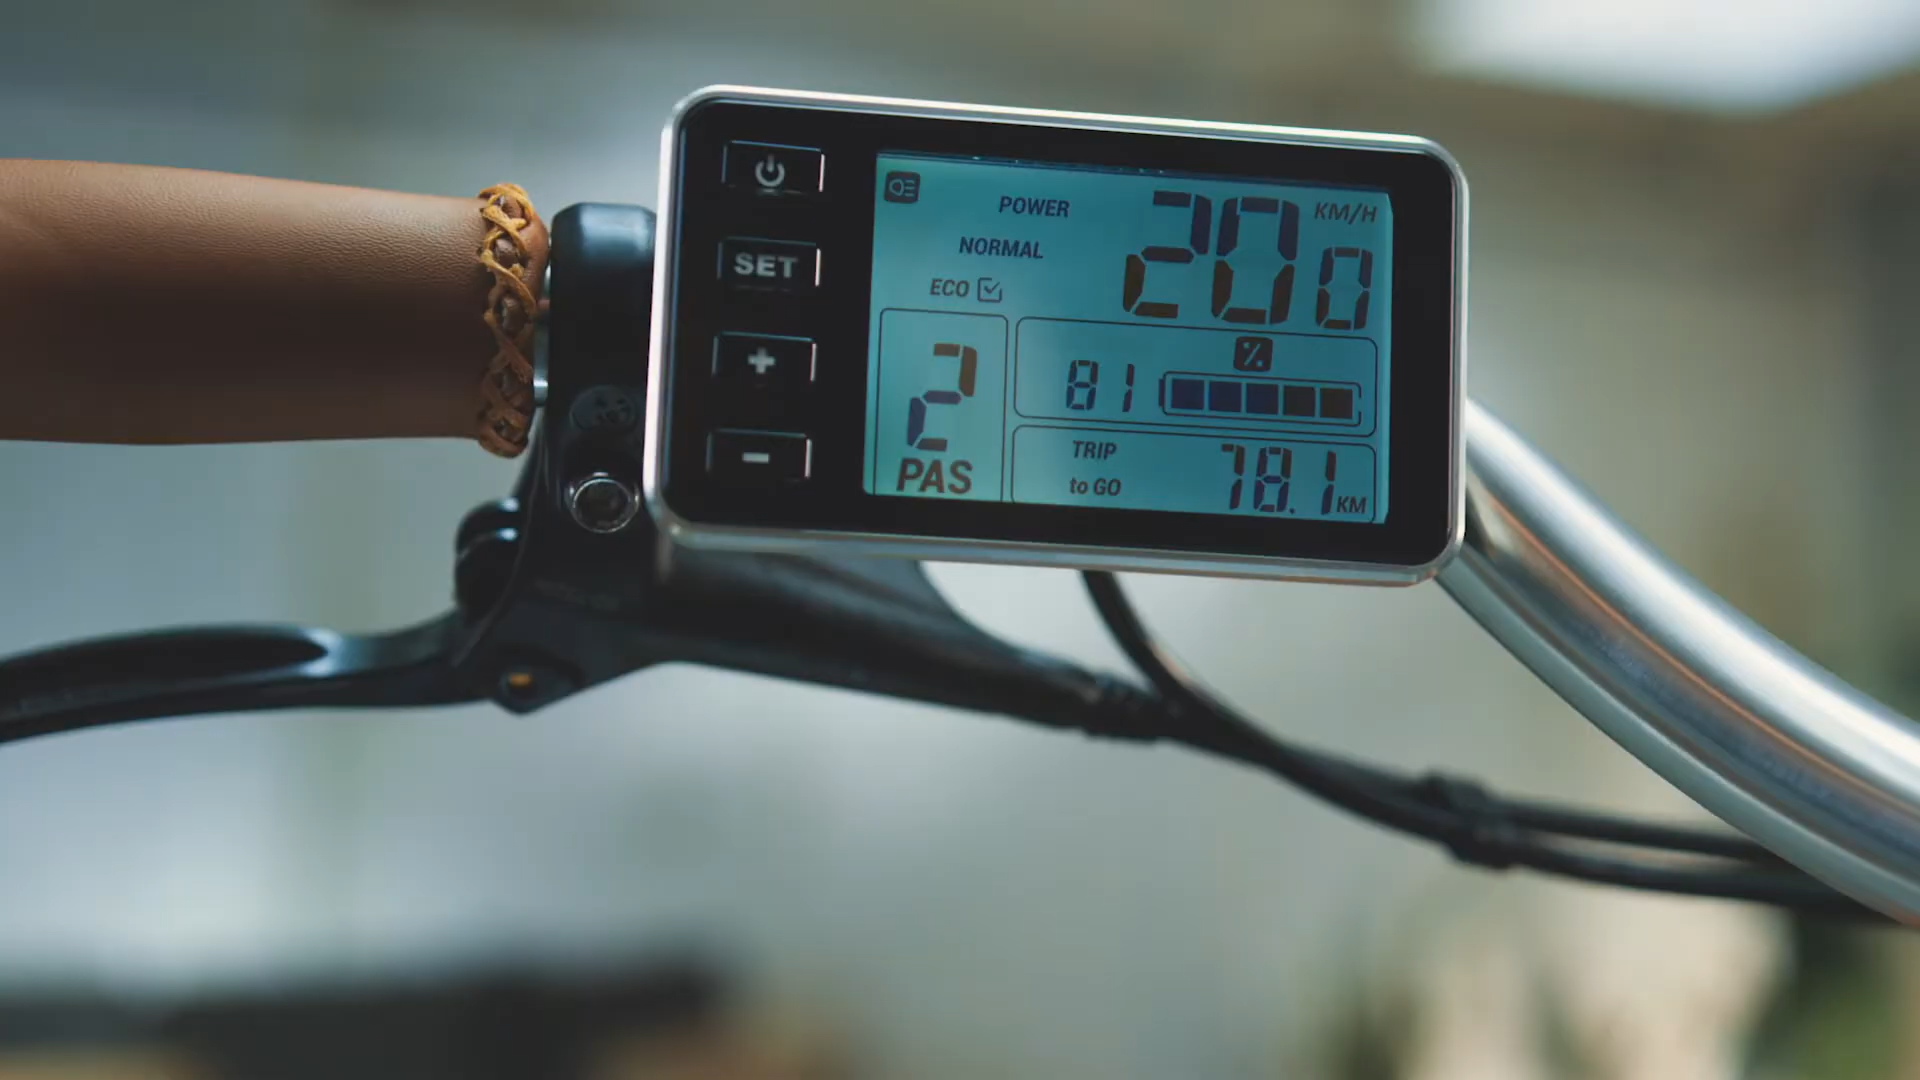 SET
+
-
POWER
NORMAL
ECO
20 0 KM/H
2
PAS
%
81
TRIP
to GO
78.1 KM